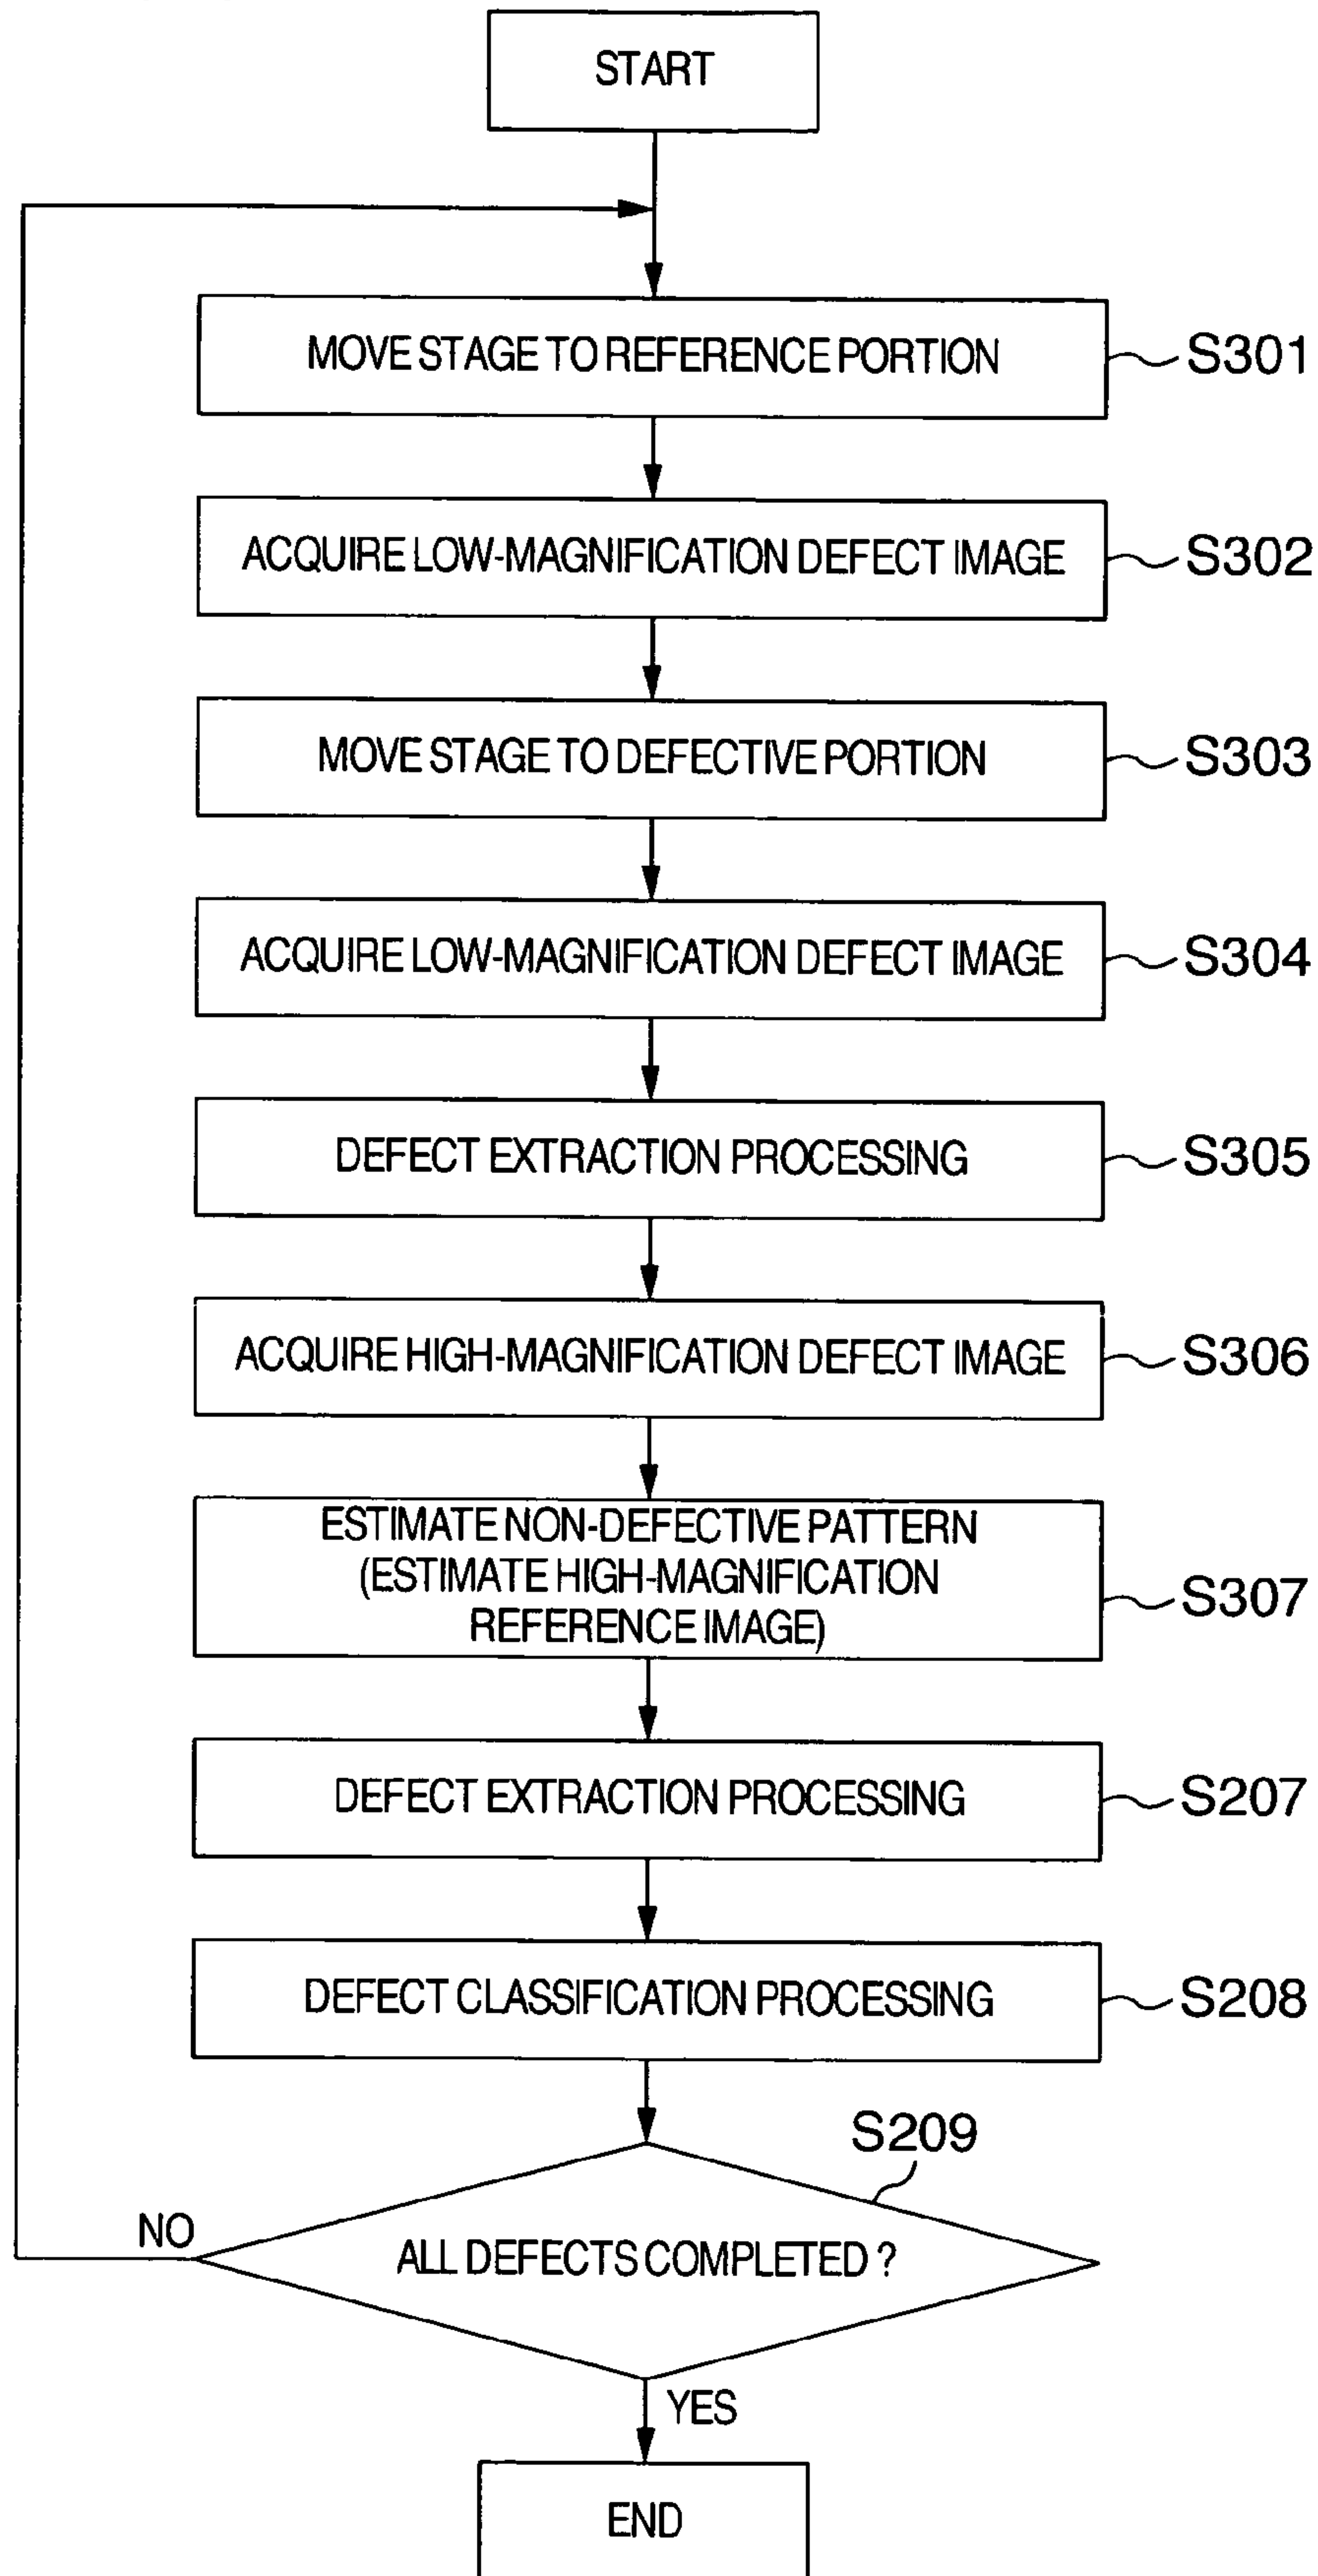 START
MOVE STAGE TO REFERENCE PORTION
S301
ACQUIRE LOW-MAGNIFICATION DEFECT IMAGE
S302
MOVE STAGE TO DEFECTIVE PORTION
S303
ACQUIRE LOW-MAGNIFICATION DEFECT IMAGE
S304
DEFECT EXTRACTION PROCESSING
S305
ACQUIRE HIGH-MAGNIFICATION DEFECT IMAGE
S306
ESTIMATE NON-DEFECTIVE PATTERN
(ESTIMATE HIGH-MAGNIFICATION
REFERENCE IMAGE)
S307
DEFECT EXTRACTION PROCESSING
S207
DEFECT CLASSIFICATION PROCESSING
S208
S209
NO
ALL DEFECTS COMPLETED ?
YES
END